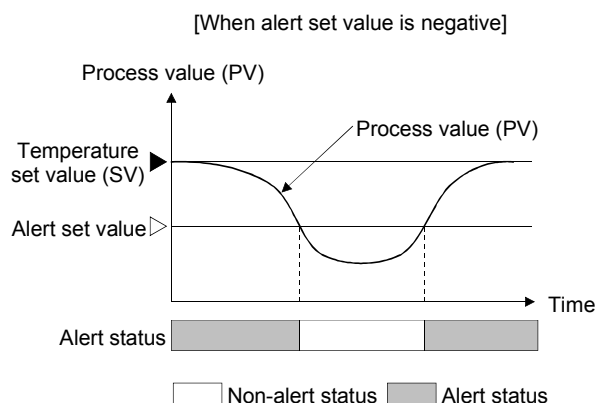 [When alert set value is negative]
Process value (PV)
Process value (PV)
Temperature
set value (SV)
Alert set value
Time
Alert status
Non-alert status
Alert status